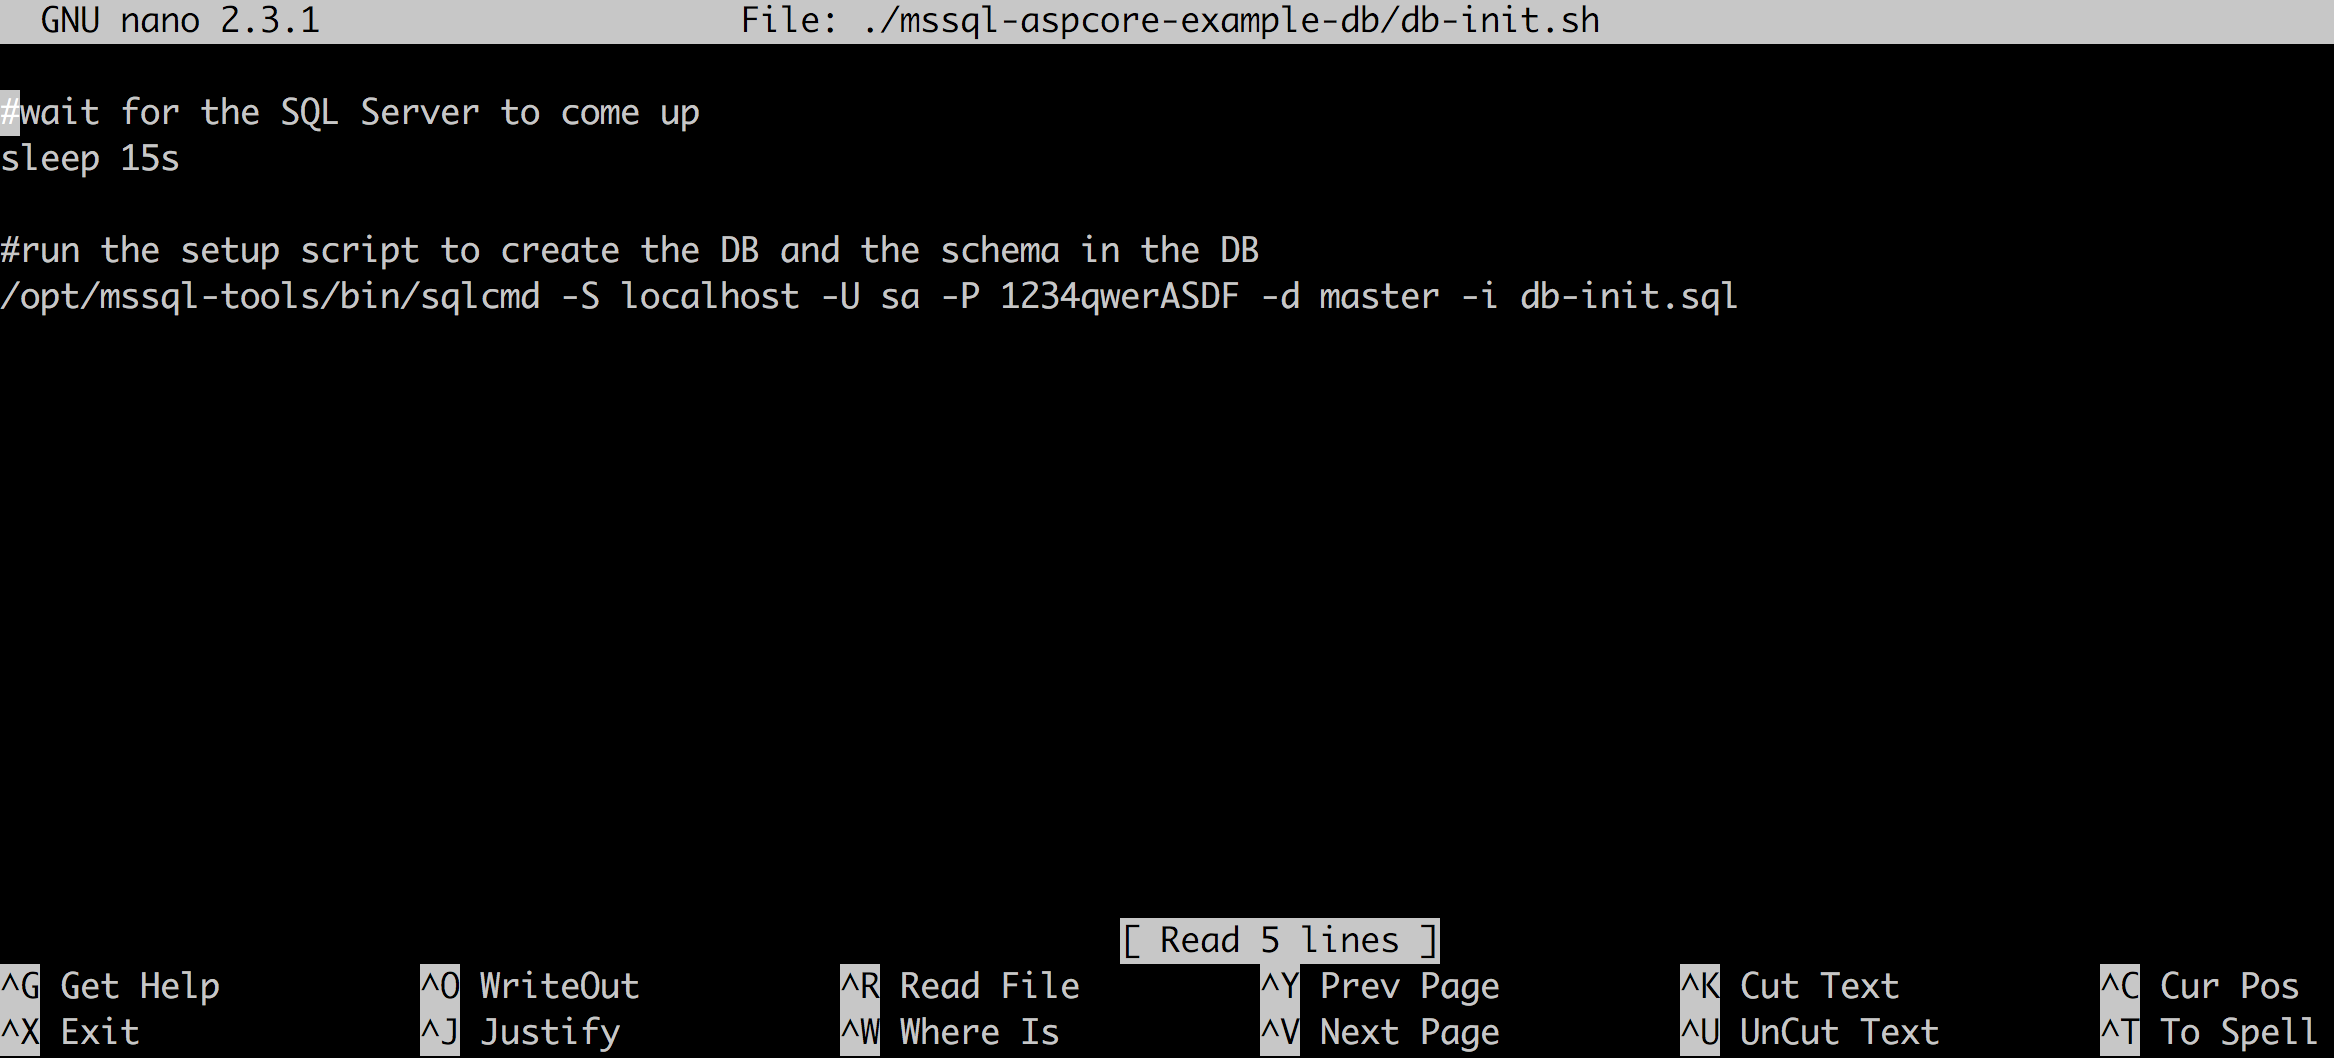 GNU nano 2.3.1 File: ./mssql-aspcore-example-db/db-init.sh
#wait for the SQL Server to come up
sleep 15s
#run the setup script to create the DB and the schema in the DB
/opt/mssql-tools/bin/sqlcmd -S localhost -U sa -P 1234qwerASDF -d master -i db-init.sql
[ Read 5 lines ]
^G Get Help ^O WriteOut ^R Read File ^Y Prev Page ^K Cut Text ^C Cur Pos
^X Exit ^J Justify ^W Where Is ^V Next Page ^U UnCut Text ^T To Spell